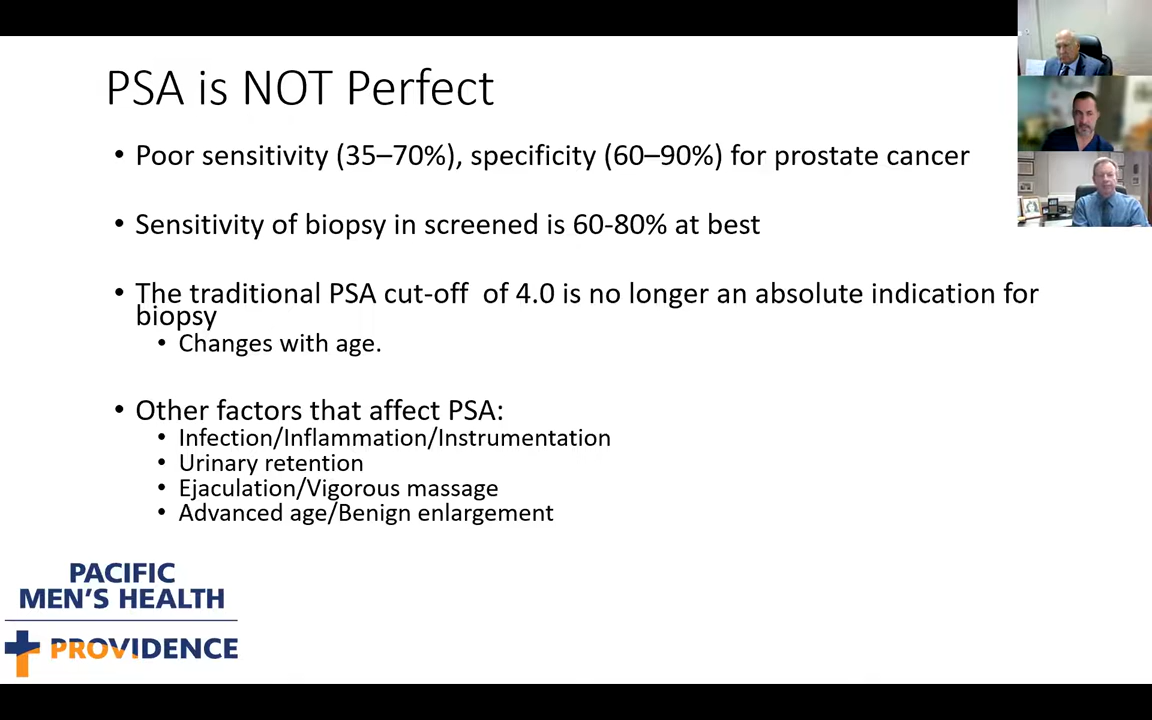 PSA is NOT Perfect
• Poor sensitivity (35–70%), specificity (60–90%) for prostate cancer
• Sensitivity of biopsy in screened is 60-80% at best
• The traditional PSA cut-off  of 4.0 is no longer an absolute indication for
biopsy
• Changes with age.
• Other factors that affect PSA:
• Infection/Inflammation/Instrumentation
• Urinary retention
• Ejaculation/Vigorous massage
• Advanced age/Benign enlargement
PACIFIC
MEN'S HEALTH
PROVIDENCE